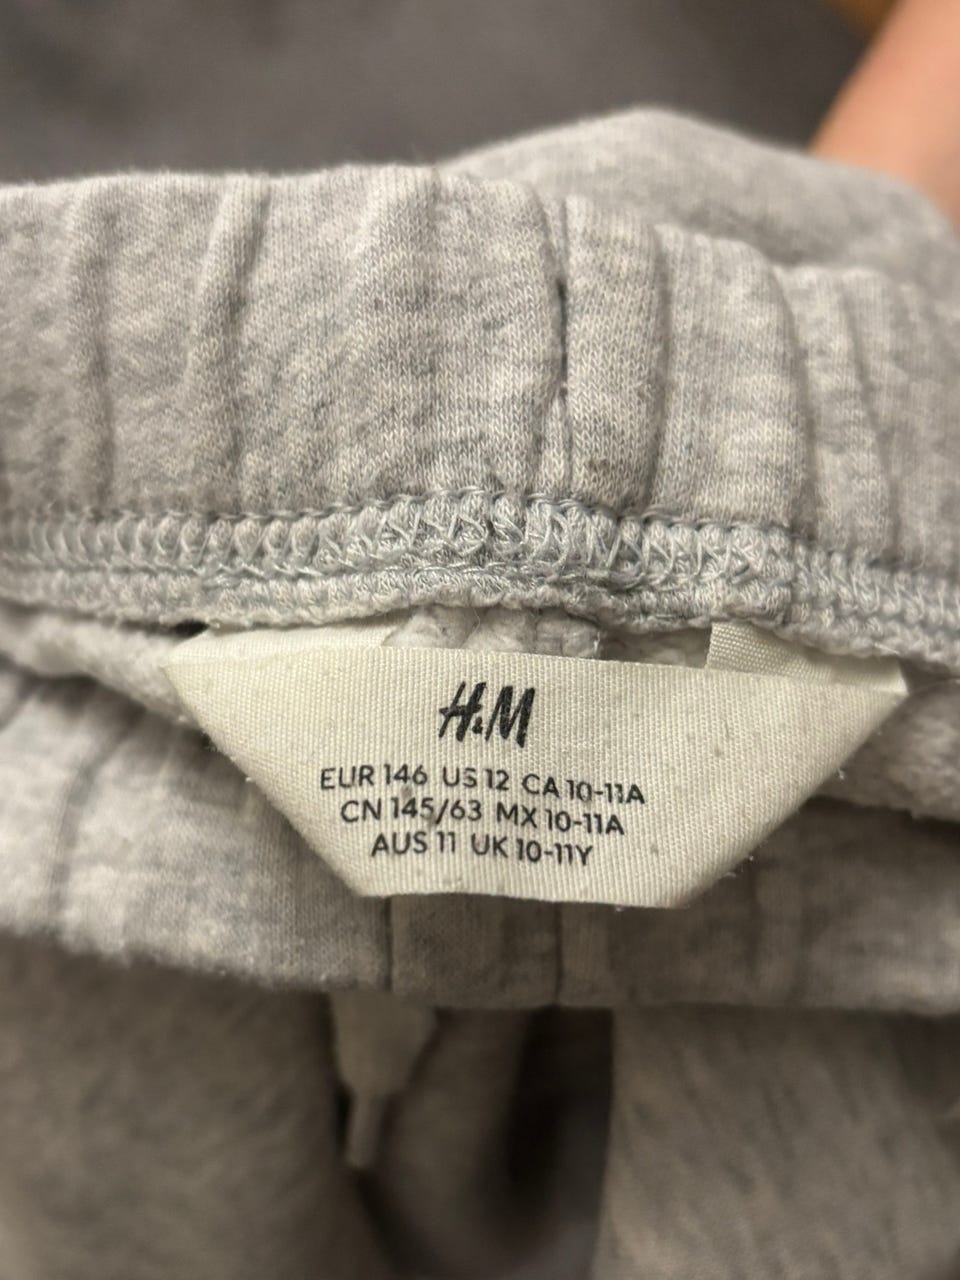 H&M
EUR 146 US 12 CA 10-11A
CN 145/63 MX 10-11A
AUS 11 UK 10-11Y